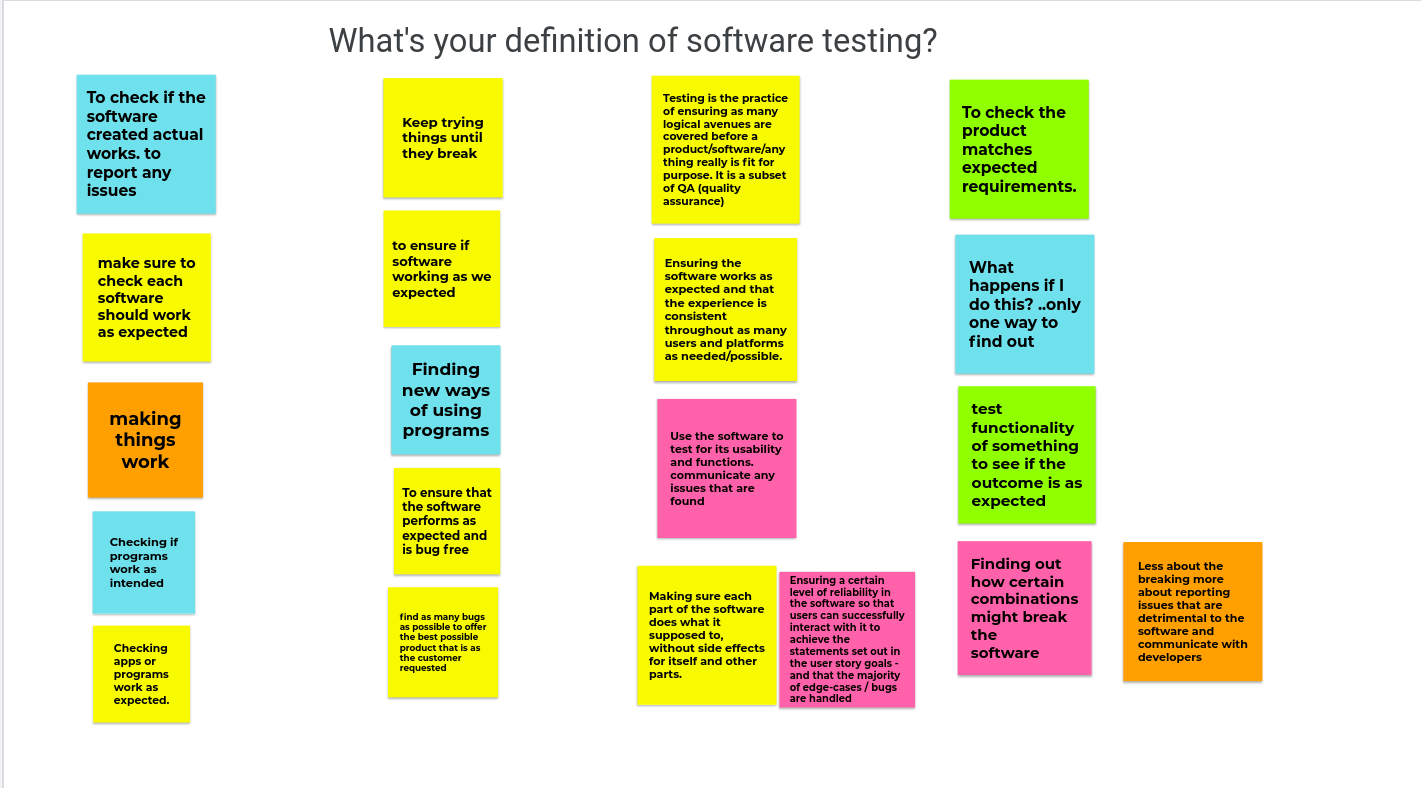 What's your definition of software testing?
To check if the
software
created actual
works. to
report any
issues
make sure to
check each
software
should work
as expected
making
things
work
Checking if
programs
work as
intended
Checking
apps or
programs
work as
expected.
Keep trying
things until
they break
to ensure if
software
working as we
expected
Finding
new ways
of using
programs
To ensure that
the software
performs as
expected and
is bug free
find as many bugs
as possible to offer
the best possible
product that is as
the customer
requested
Testing is the practice
of ensuring as many
logical avenues are
covered before a
product/software/any
thing really is fit for
purpose. It is a subset
of QA (quality
assurance)
Ensuring the
software works as
expected and that
the experience is
consistent
throughout as many
users and platforms
as needed/possible.
Use the software to
test for its usability
and functions.
communicate any
issues that are
found
Making sure each
part of the software
does what it
supposed to,
without side effects
for itself and other
parts.
Ensuring a certain
level of reliability in
the software so that
users can successfully
interact with it to
achieve the
statements set out in
the user story goals -
and that the majority
of edge-cases / bugs
are handled
To check the
product
matches
expected
requirements.
What
happens if I
do this? ..only
one way to
find out
test
functionality
of something
to see if the
outcome is as
expected
Finding out
how certain
combinations
might break
the
software
Less about the
breaking more
about reporting
issues that are
detrimental to the
software and
communicate with
developers